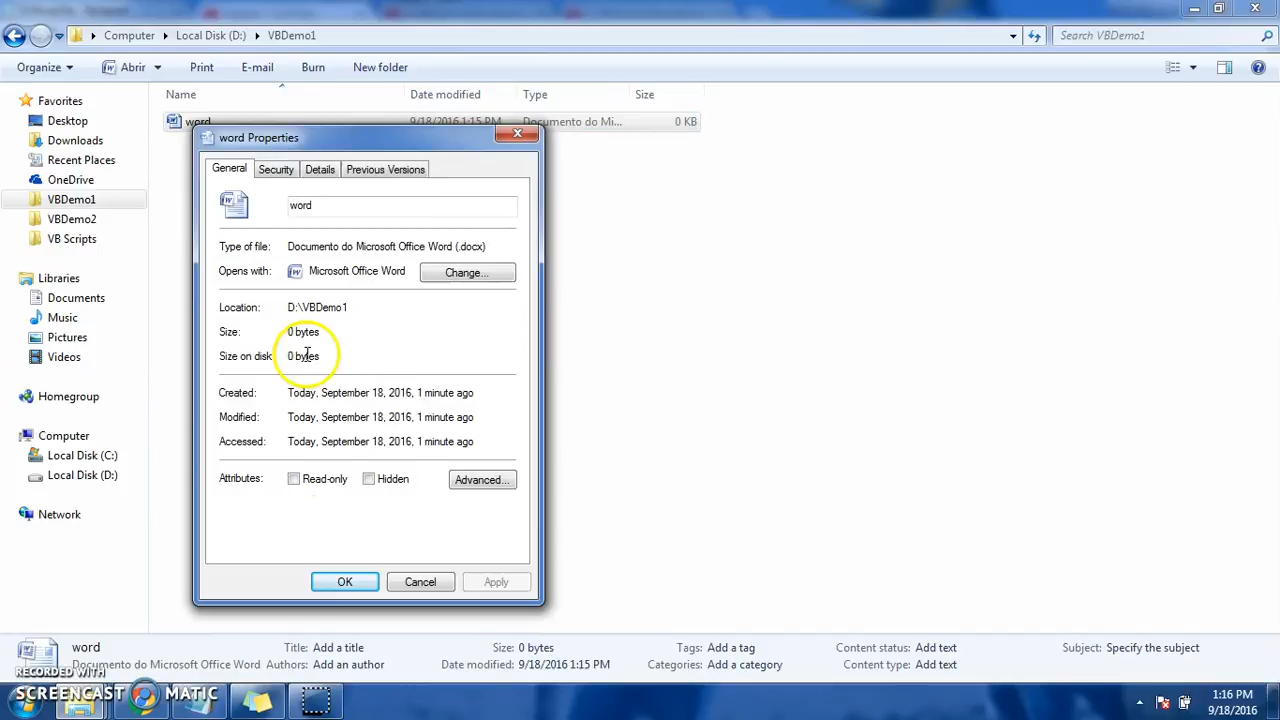 Computer Local Disk (D:) VBDemo1 Search VBDemo1
Organize Abrir Print E-mail Burn New folder
Name Date modified Type Size
word 9/18/2016 1:15 PM Documento do Mi... 0 KB
Favorites
Desktop
Downloads
Recent Places
OneDrive
VBDemo1
VBDemo2
VB Scripts
Libraries
Documents
Music
Pictures
Videos
Homegroup
Computer
Local Disk (C:)
Local Disk (D:)
Network
word Properties
General Security Details Previous Versions
word
Type of file: Documento do Microsoft Office Word (.docx)
Opens with: Microsoft Office Word Change...
Location: D:\VBDemo1
Size: 0 bytes
Size on disk: 0 bytes
Created: Today, September 18, 2016, 1 minute ago
Modified: Today, September 18, 2016, 1 minute ago
Accessed: Today, September 18, 2016, 1 minute ago
Attributes: Read-only Hidden Advanced...
OK Cancel Apply
word Title: Add a title Size: 0 bytes Tags: Add a tag Content status: Add text Subject: Specify the subject
Documento do Microsoft Office Word Authors: Add an author Date modified: 9/18/2016 1:15 PM Categories: Add a category Content type: Add text
RECORDED WITH
SCREENCAST MATIC
1:16 PM
9/18/2016